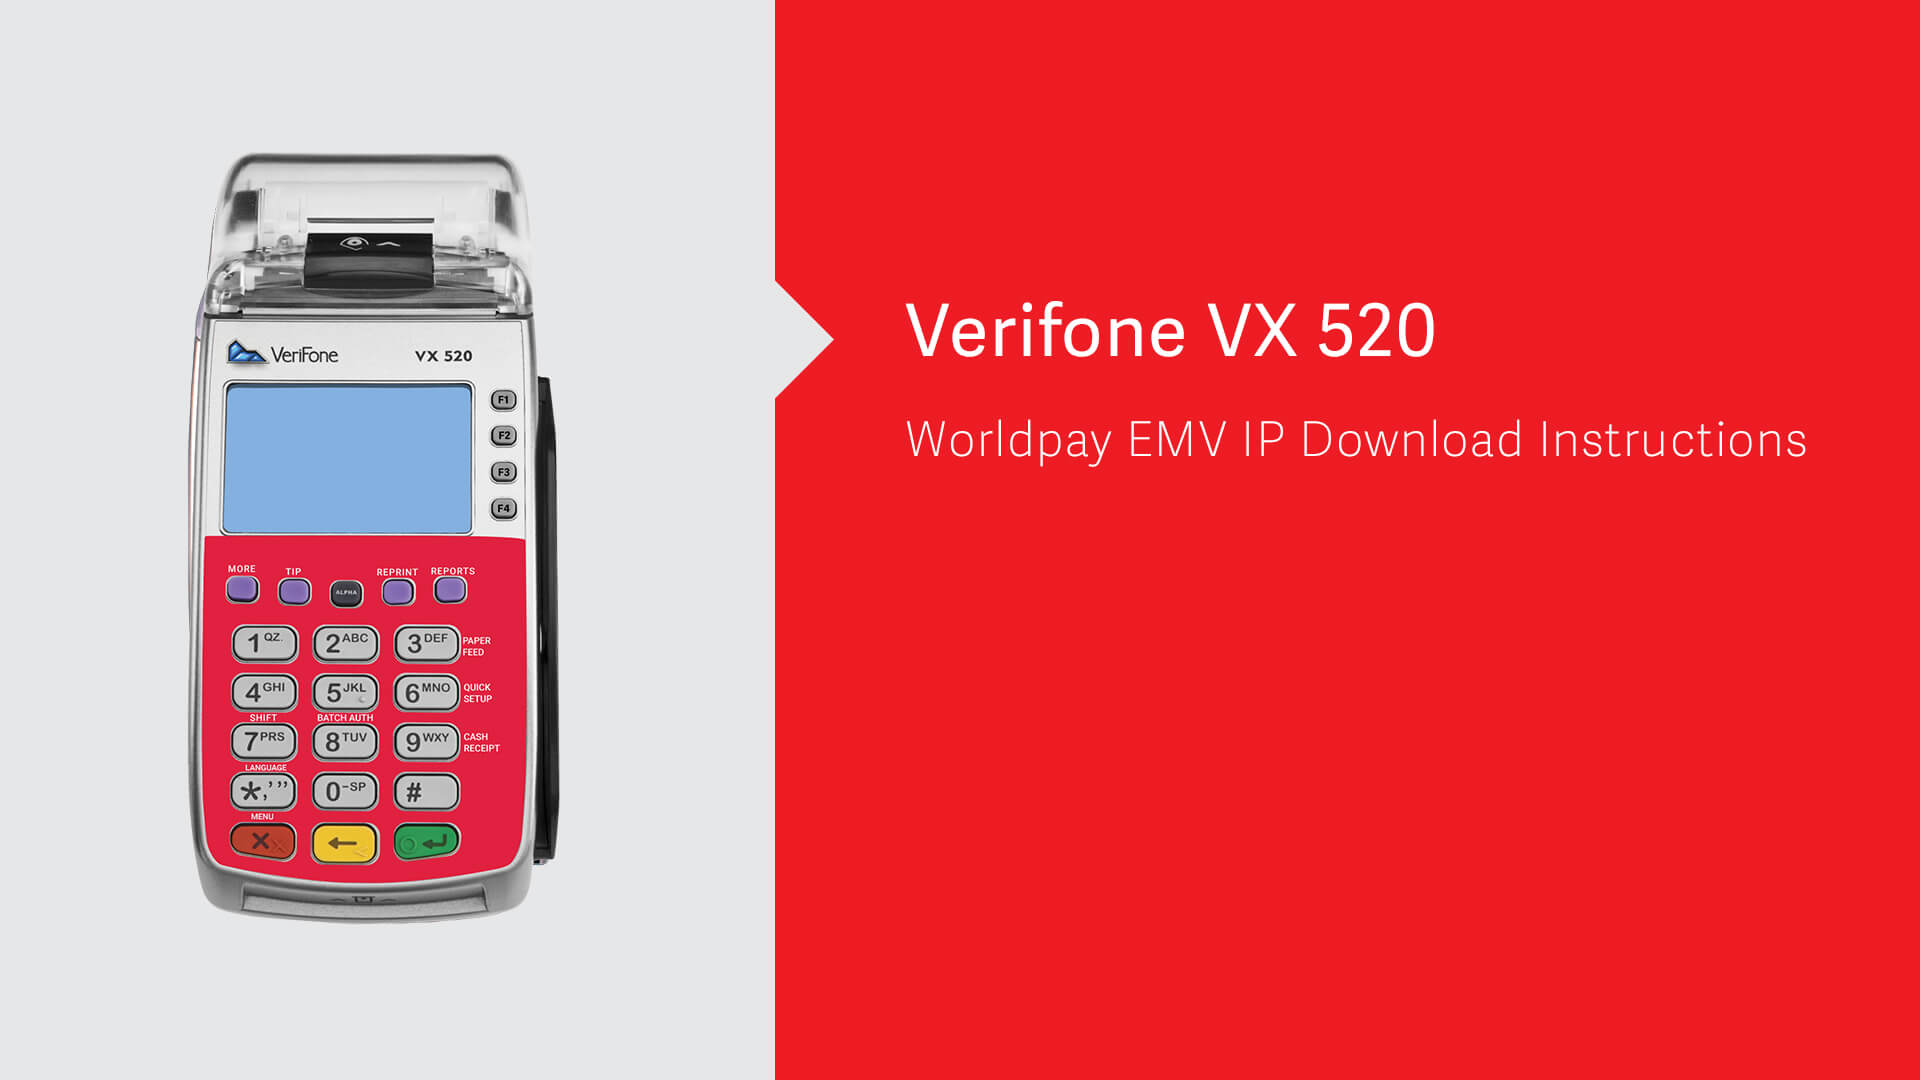 VeriFone VX 520
F1
F2
F3
F4
MORE TIP ALPHA REPRINT REPORTS
1 QZ. 2 ABC 3 DEF PAPER FEED
4 GHI 5 JKL 6 MNO QUICK SETUP
SHIFT BATCH AUTH
7 PRS 8 TUV 9 WXY CASH RECEIPT
LANGUAGE
*,'" 0 -SP #
MENU
Verifone VX 520
Worldpay EMV IP Download Instructions